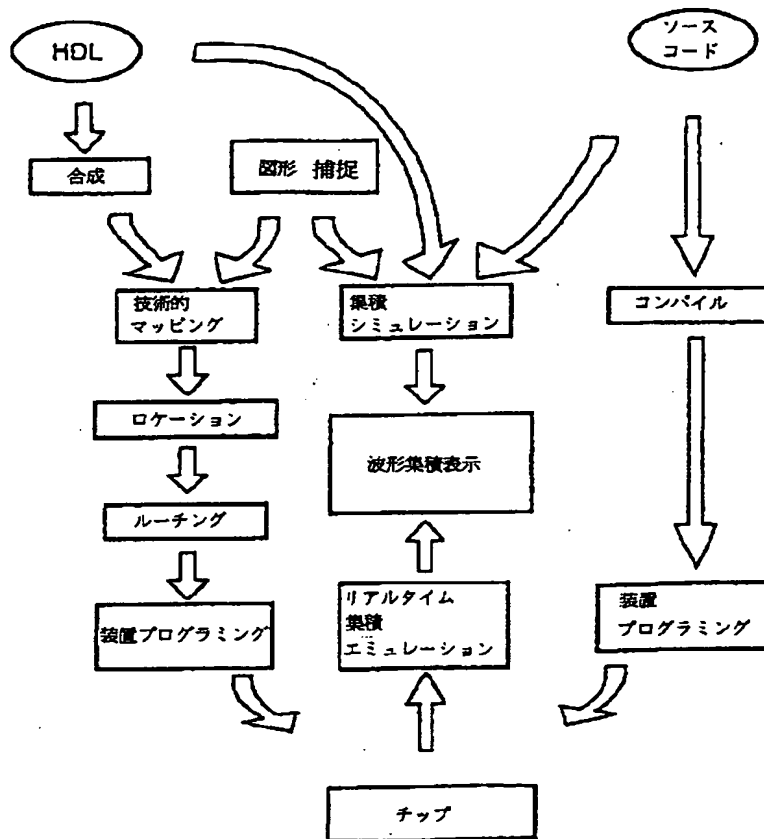 HDL
ソース
コード
合成
図形 捕捉
技術的
マッピング
集積
シミュレーション
コンパイル
ロケーション
波形集積表示
ルーチング
装置プログラミング
リアルタイム
集積
エミュレーション
装置
プログラミング
チップ